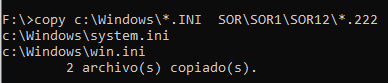 F:\>copy c:\Windows\*.INI  SOR\SOR1\SOR12\*.222
c:\Windows\system.ini
c:\Windows\win.ini
        2 archivo(s) copiado(s).